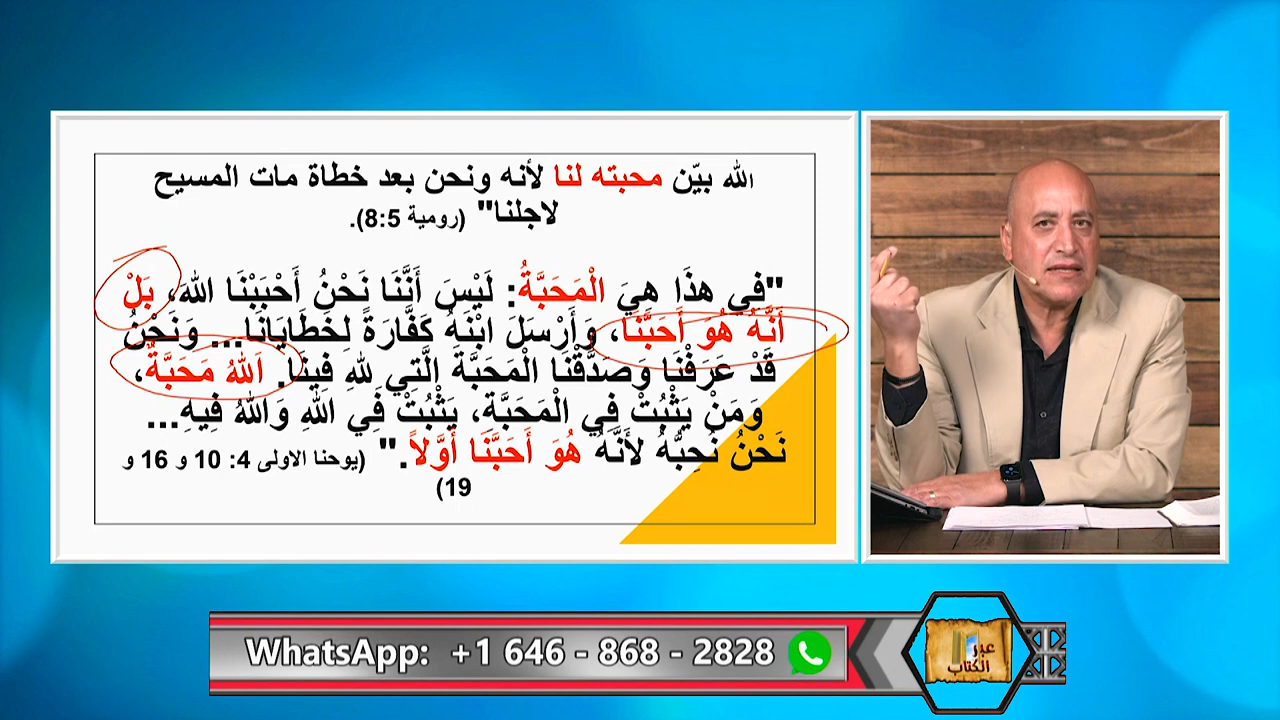 الله بيّن محبته لنا لأنه ونحن بعد خطاة مات المسيح
لاجلنا" (رومية 8:5).
"فِي هذَا هِيَ الْمَحَبَّةُ: لَيْسَ أَنَّنَا نَحْنُ أَحْبَبْنَا اللهَ، بَلْ
أَنَّهُ هُوَ أَحَبَّنَا، وَأَرْسَلَ ابْنَهُ كَفَّارَةً لِخَطَايَانَا... وَنَحْنُ
قَدْ عَرَفْنَا وَصَدَّقْنَا الْمَحَبَّةَ الَّتِي للهِ فِينَا. اَللهُ مَحَبَّةٌ،
وَمَنْ يَثْبُتْ فِي الْمَحَبَّةِ، يَثْبُتْ فِي اللهِ وَاللهُ فِيهِ...
نَحْنُ نُحِبُّهُ لأَنَّهُ هُوَ أَحَبَّنَا أَوَّلاً." (يوحنا الاولى 4: 10 و 16 و
19)
WhatsApp: +1 646 - 868 - 2828
عبر
الكتاب